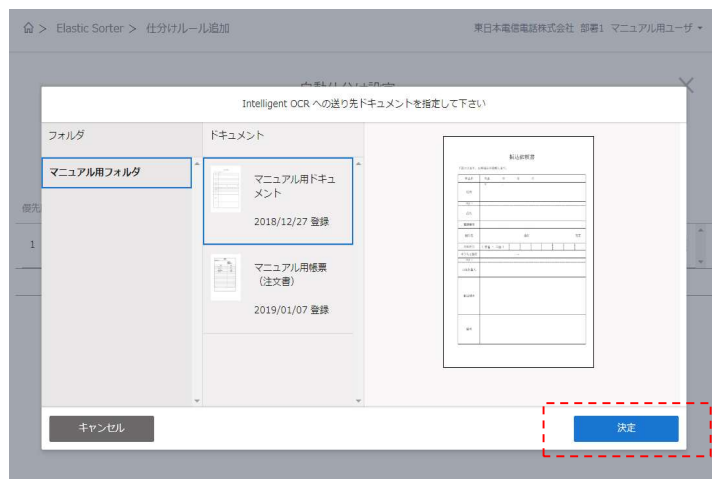 > Elastic Sorter > 仕分けルール追加
東日本電信電話株式会社 部署1 マニュアル用ユーザ
自動仕分け設定
Intelligent OCR への送り先ドキュメントを指定して下さい
フォルダ
ドキュメント
マニュアル用フォルダ
マニュアル用ドキュ
メント
2018/12/27 登録
マニュアル用帳票
(注文書)
2019/01/07 登録
振込依頼書
優先
1
キャンセル
決定